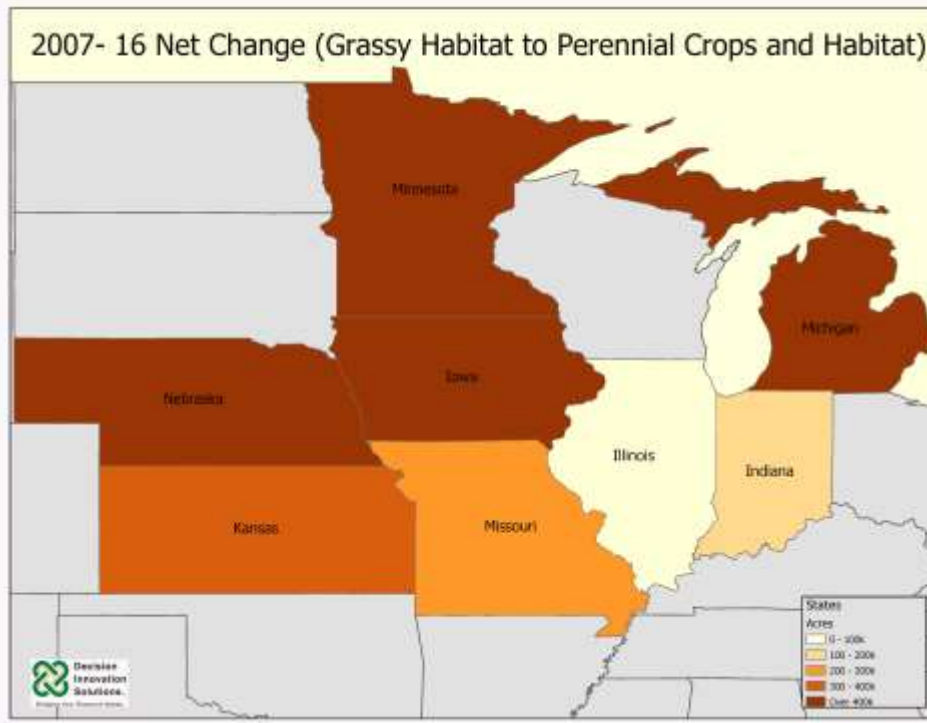 2007- 16 Net Change (Grassy Habitat to Perennial Crops and Habitat)
Minnesota
Michigan
Iowa
Nebraska
Illinois
Indiana
Kansas
Missouri
States
Acres
0 - 100k
100 - 200k
200 - 300k
300 - 400k
Over 400k
Decision
Innovation
Solutions.